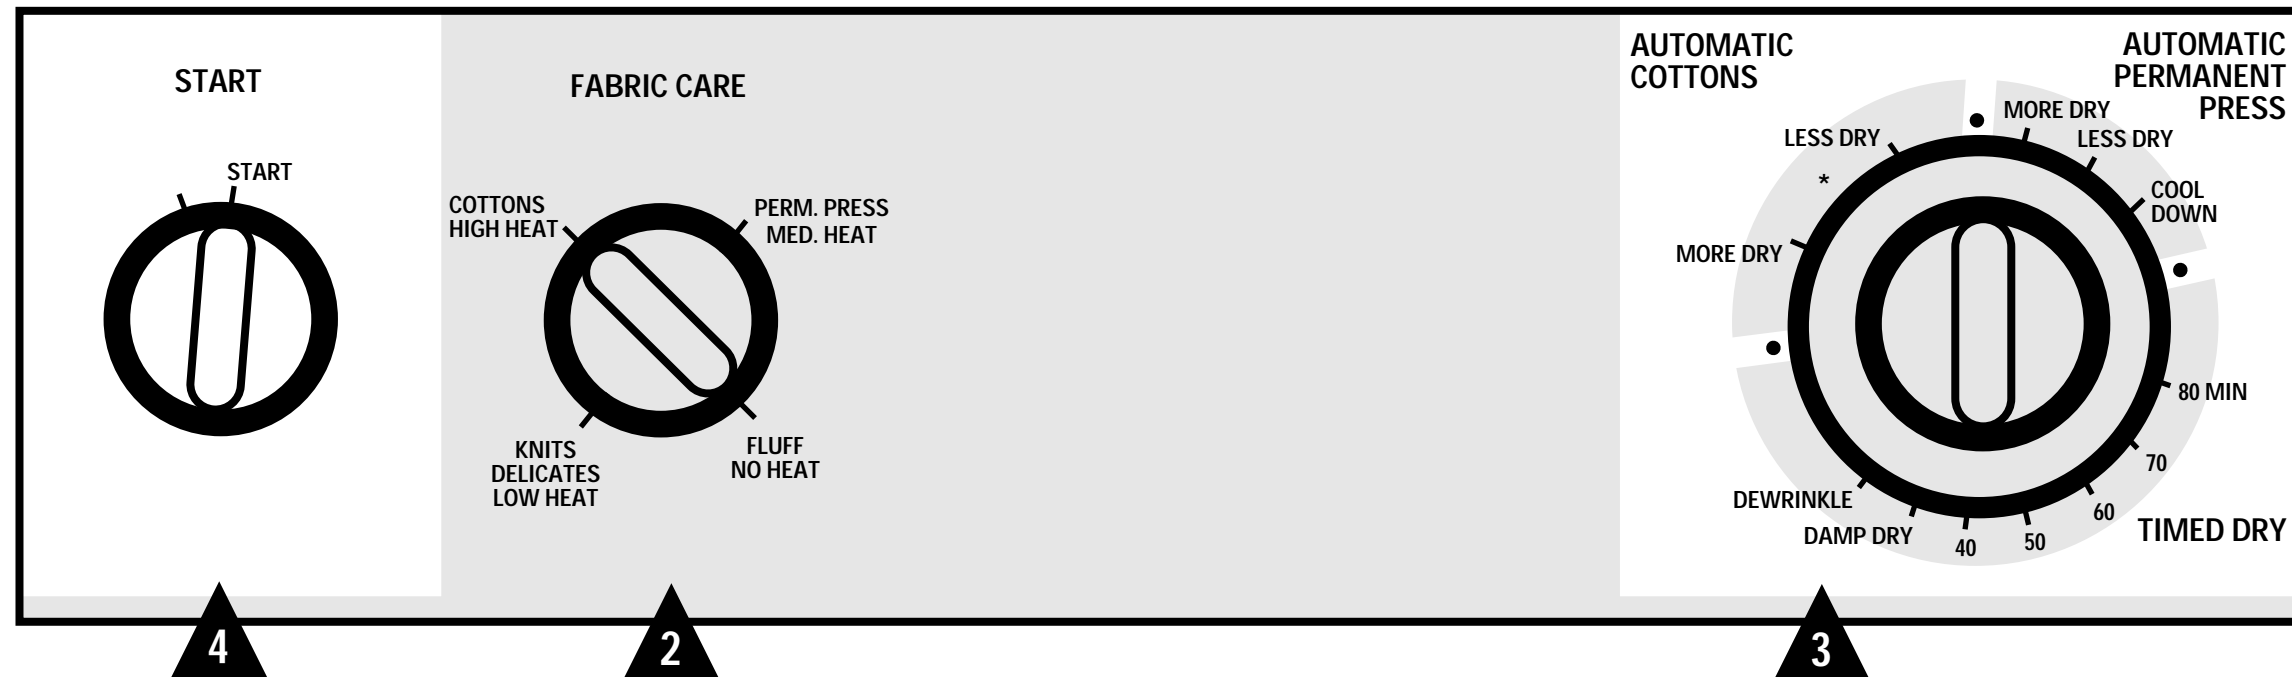 START
START
FABRIC CARE
COTTONS
HIGH HEAT
PERM. PRESS
MED. HEAT
KNITS
DELICATES
LOW HEAT
FLUFF
NO HEAT
AUTOMATIC
COTTONS
AUTOMATIC
PERMANENT
PRESS
LESS DRY
*
MORE DRY
MORE DRY
LESS DRY
COOL
DOWN
80 MIN
70
60
50
40
DAMP DRY
DEWRINKLE
TIMED DRY
4
2
3